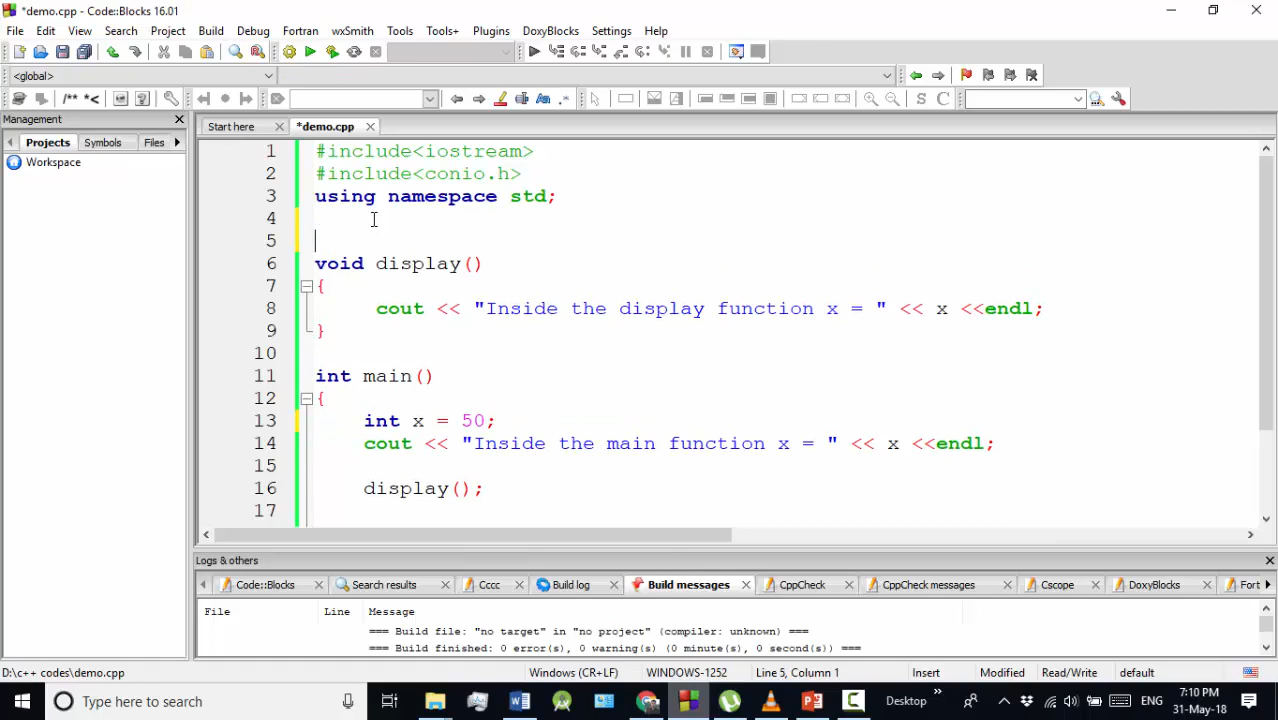 *demo.cpp - Code::Blocks 16.01
File Edit View Search Project Build Debug Fortran wxSmith Tools Tools+ Plugins DoxyBlocks Settings Help
<global>
/** *<
S C
Management
Start here *demo.cpp
Projects Symbols Files
Workspace
1 #include<iostream>
2 #include<conio.h>
3 using namespace std;
4
5
6 void display()
7 {
8 cout << "Inside the display function x = " << x <<endl;
9 }
10
11 int main()
12 {
13 int x = 50;
14 cout << "Inside the main function x = " << x <<endl;
15
16 display();
17
Logs & others
Code::Blocks Search results Cccc Build log Build messages CppCheck CppCheck messages Cscope DoxyBlocks Fort
File Line Message
=== Build file: "no target" in "no project" (compiler: unknown) ===
=== Build finished: 0 error(s), 0 warning(s) (0 minute(s), 0 second(s)) ===
D:\c++ codes\demo.cpp Windows (CR+LF) WINDOWS-1252 Line 5, Column 1 Insert Modified Read/Write default
Type here to search
Desktop » ENG 7:10 PM
31-May-18